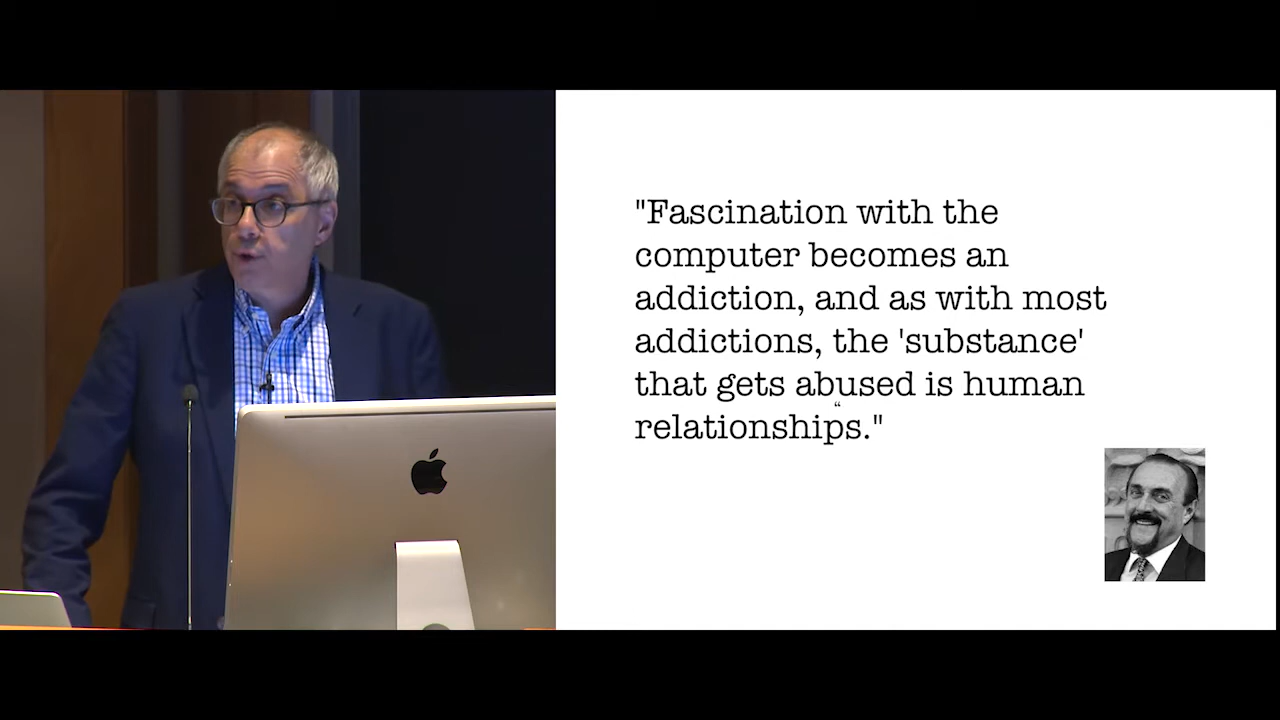 "Fascination with the
computer becomes an
addiction, and as with most
addictions, the 'substance'
that gets abused is human
relationships."